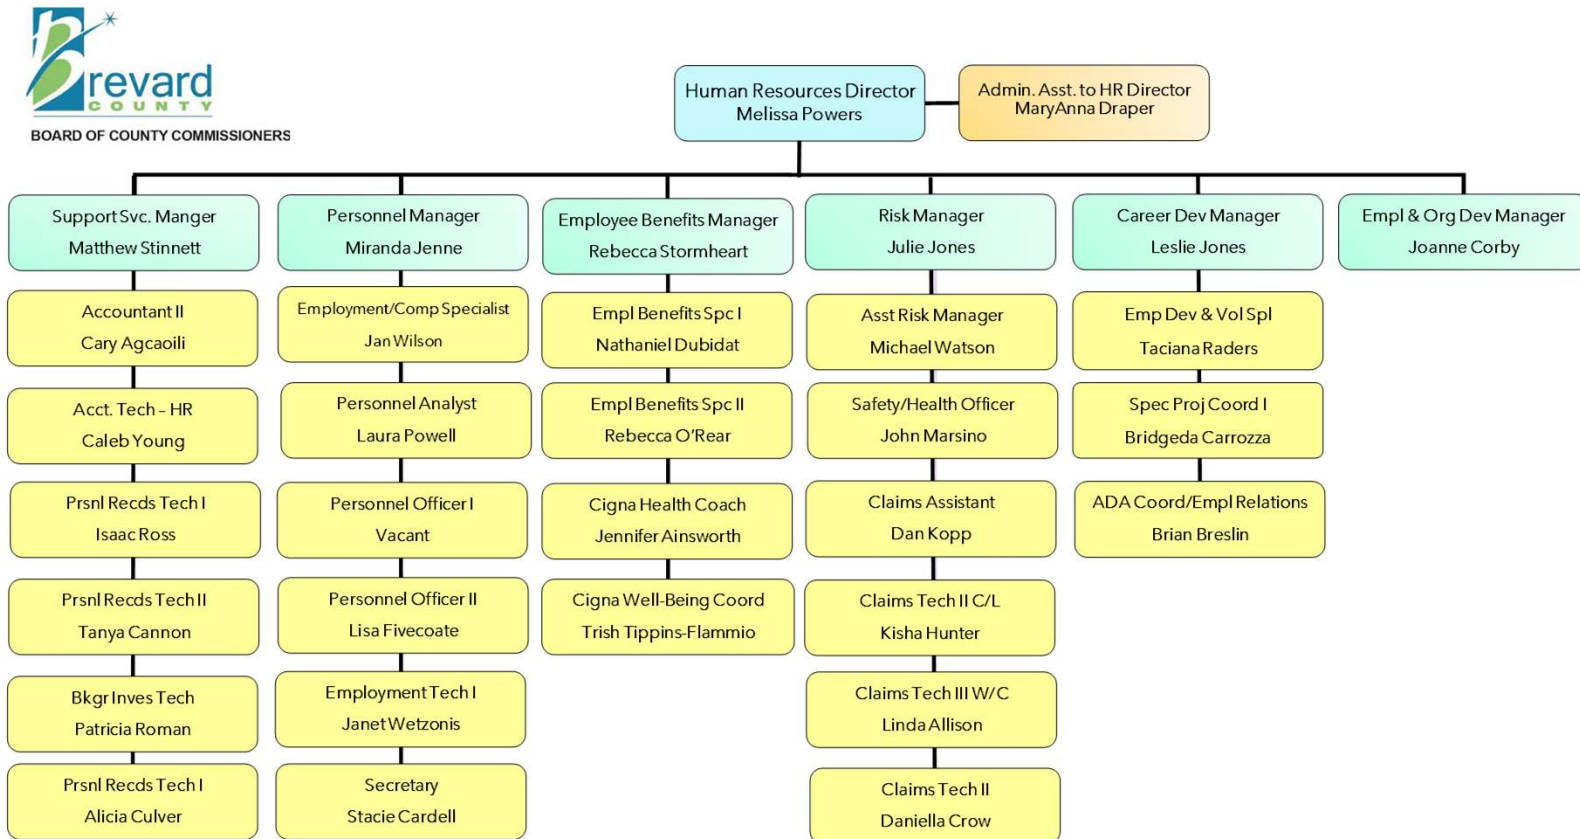 Brevard
COUNTY
BOARD OF COUNTY COMMISSIONERS
Human Resources Director
Melissa Powers
Admin. Asst. to HR Director
MaryAnna Draper
Support Svc. Manger
Matthew Stinnett
Accountant II
Cary Agcaoili
Acct. Tech – HR
Caleb Young
Prsnl Recds Tech I
Isaac Ross
Prsnl Recds Tech II
Tanya Cannon
Bkgr Inves Tech
Patricia Roman
Prsnl Recds Tech I
Alicia Culver
Personnel Manager
Miranda Jenne
Employment/Comp Specialist
Jan Wilson
Personnel Analyst
Laura Powell
Personnel Officer I
Vacant
Personnel Officer II
Lisa Fivecoate
Employment Tech I
Janet Wetzonis
Secretary
Stacie Cardell
Employee Benefits Manager
Rebecca Stormheart
Empl Benefits Spc I
Nathaniel Dubidat
Empl Benefits Spc II
Rebecca O’Rear
Cigna Health Coach
Jennifer Ainsworth
Cigna Well-Being Coord
Trish Tippins-Flammio
Risk Manager
Julie Jones
Asst Risk Manager
Michael Watson
Safety/Health Officer
John Marsino
Claims Assistant
Dan Kopp
Claims Tech II C/L
Kisha Hunter
Claims Tech III W/C
Linda Allison
Claims Tech II
Daniella Crow
Career Dev Manager
Leslie Jones
Emp Dev & Vol Spl
Taciana Raders
Spec Proj Coord I
Bridgeda Carrozza
ADA Coord/Empl Relations
Brian Breslin
Empl & Org Dev Manager
Joanne Corby